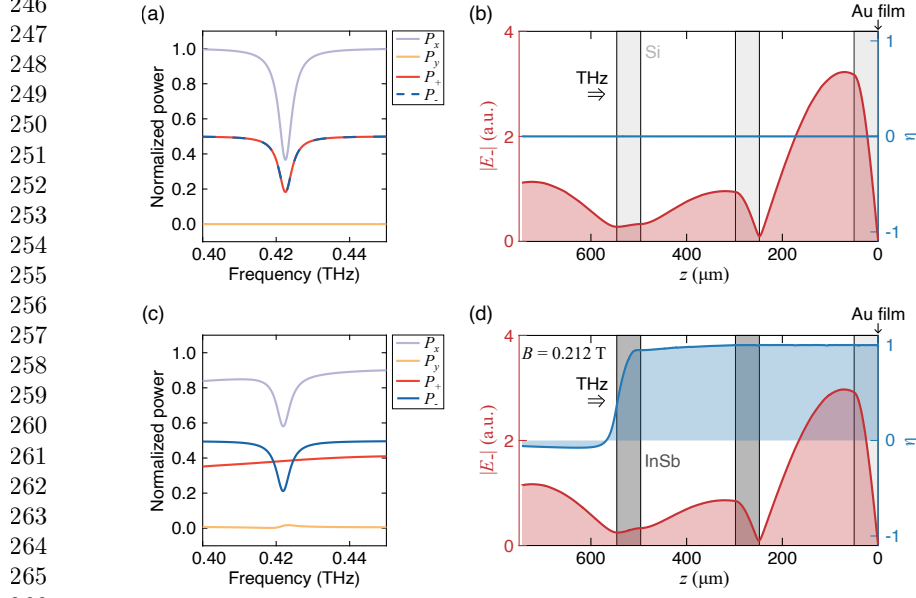 246
247
248
249
250
251
252
253
254
255
256
257
258
259
260
261
262
263
264
265
(a)
1.0
0.8
0.6
0.4
0.2
0.0
Normalized power
0.40 0.42 0.44
Frequency (THz)
Px
Py
P+
P-
(b)
Au film
4
2
0
|E-| (a.u.)
Si
THz
⇒
1
0
-1
η
600 400 200 0
z (μm)
(c)
1.0
0.8
0.6
0.4
0.2
0.0
Normalized power
0.40 0.42 0.44
Frequency (THz)
Px
Py
P+
P-
(d)
Au film
4
2
0
|E-| (a.u.)
B = 0.212 T
THz
⇒
InSb
1
0
-1
η
600 400 200 0
z (μm)